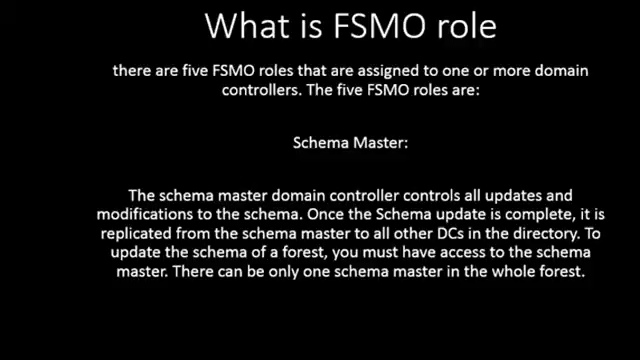 What is FSMO role
there are five FSMO roles that are assigned to one or more domain
controllers. The five FSMO roles are:
Schema Master:
The schema master domain controller controls all updates and
modifications to the schema. Once the Schema update is complete, it is
replicated from the schema master to all other DCs in the directory. To
update the schema of a forest, you must have access to the schema
master. There can be only one schema master in the whole forest.